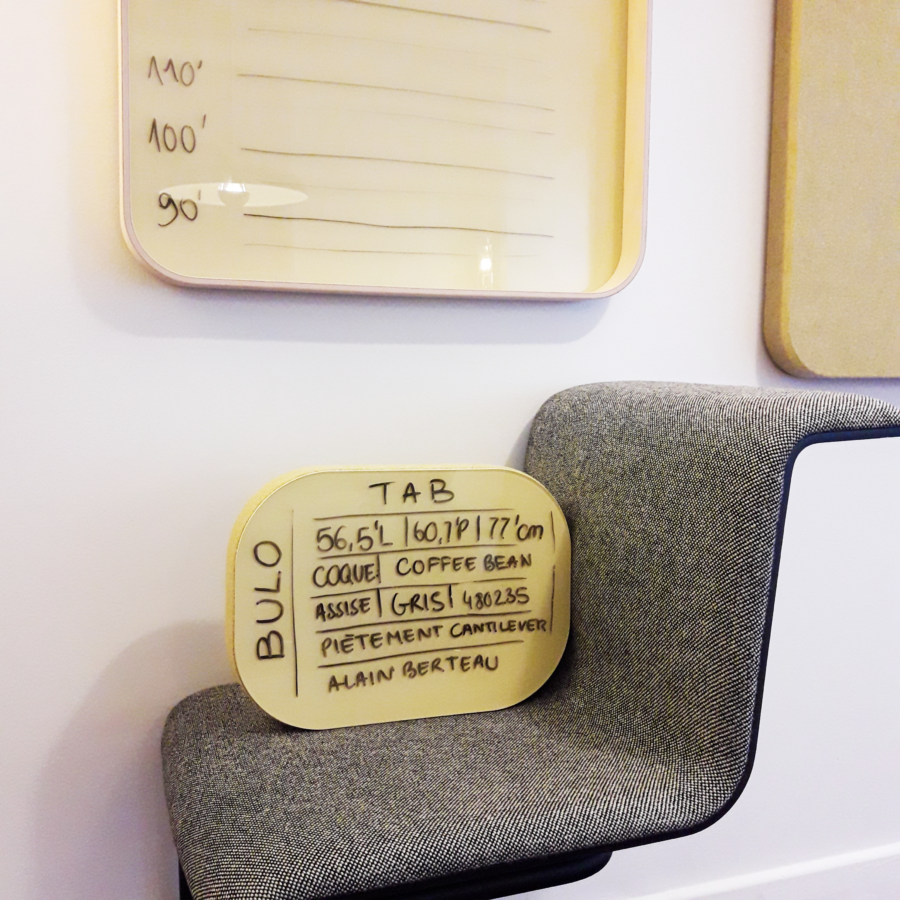 110'
100'
90'
TAB
BULO
56,5'L | 60,7'P | 77'cm
COQUE | COFFEE BEAN
ASSISE | GRIS | 480235
PIÈTEMENT CANTILEVER
ALAIN BERTEAU